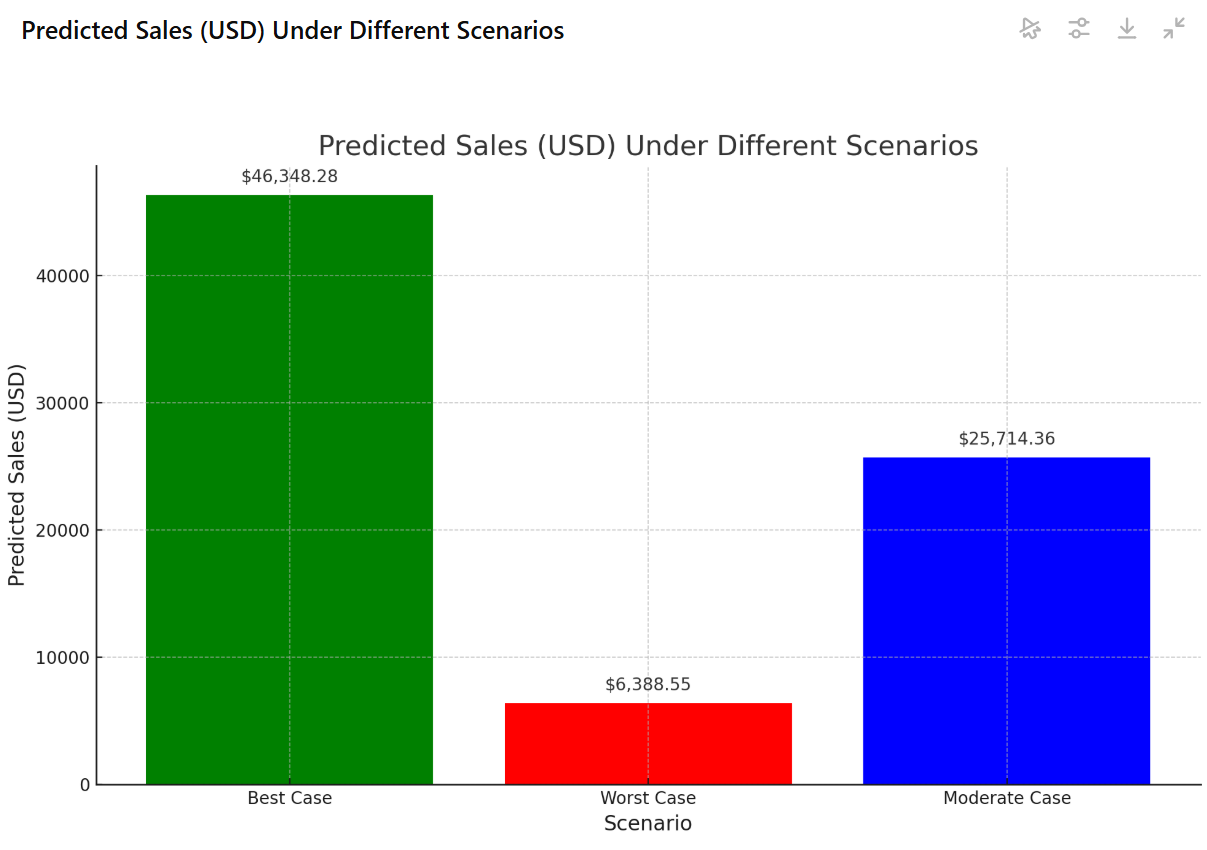 Predicted Sales (USD) Under Different Scenarios
Predicted Sales (USD) Under Different Scenarios
$46,348.28
40000
30000
$25,714.36
20000
10000
$6,388.55
0
Predicted Sales (USD)
Best Case
Worst Case
Moderate Case
Scenario